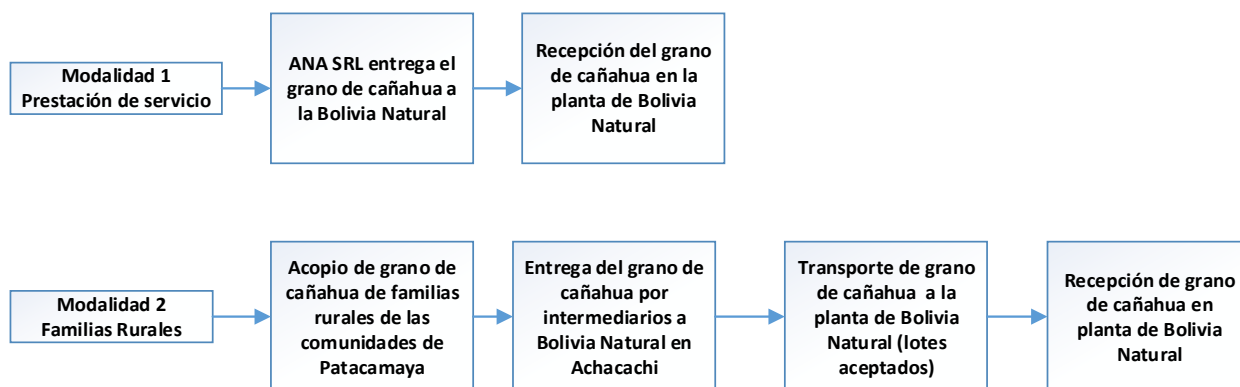 Modalidad 1
Prestación de servicio
ANA SRL entrega el
grano de cañahua a
la Bolivia Natural
Recepción del grano
de cañahua en la
planta de Bolivia
Natural
Modalidad 2
Familias Rurales
Acopio de grano de
cañahua de familias
rurales de las
comunidades de
Patacamaya
Entrega del grano de
cañahua por
intermediarios a
Bolivia Natural en
Achacachi
Transporte de grano
de cañahua a la
planta de Bolivia
Natural (lotes
aceptados)
Recepción de grano
de cañahua en
planta de Bolivia
Natural